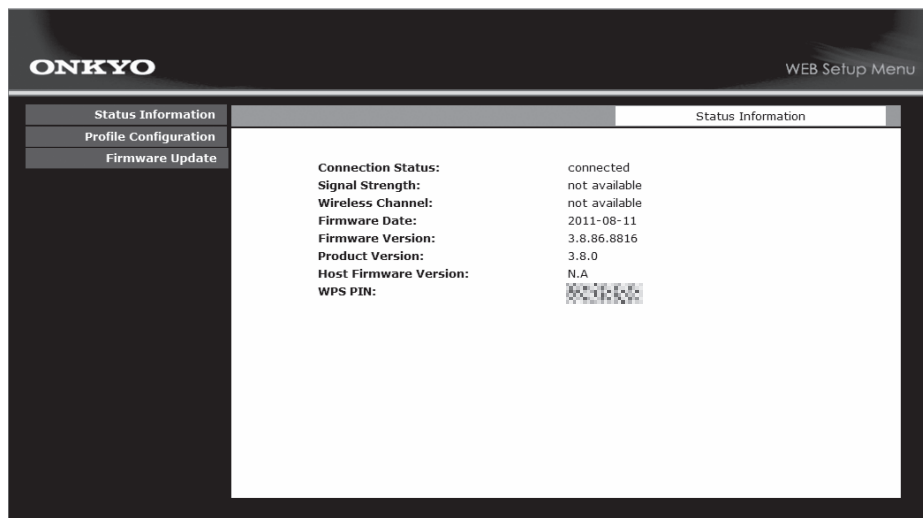 ONKYO
WEB Setup Menu
Status Information
Profile Configuration
Firmware Update
Status Information
Connection Status: connected
Signal Strength: not available
Wireless Channel: not available
Firmware Date: 2011-08-11
Firmware Version: 3.8.86.8816
Product Version: 3.8.0
Host Firmware Version: N.A
WPS PIN: